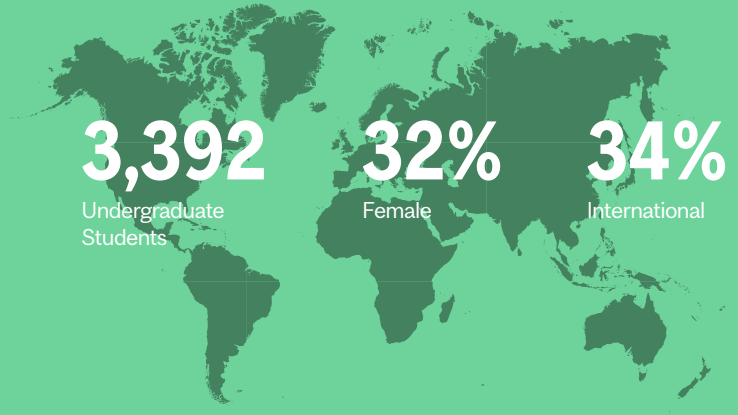 3,392
Undergraduate
Students
32%
Female
34%
International